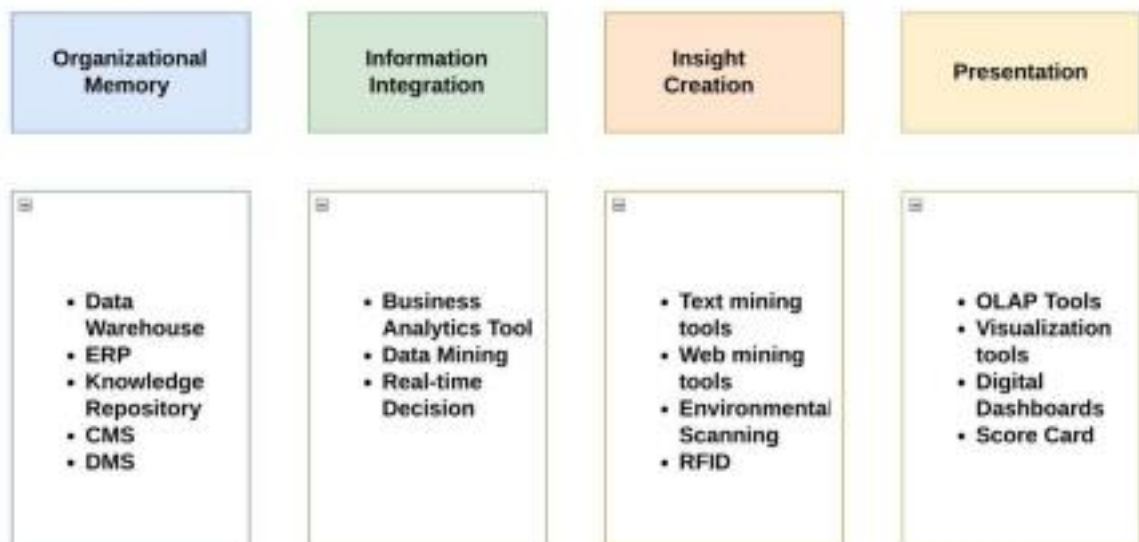 Organizational
Memory
Information
Integration
Insight
Creation
Presentation
• Data
Warehouse
• ERP
• Knowledge
Repository
• CMS
• DMS
• Business
Analytics Tool
• Data Mining
• Real-time
Decision
• Text mining
tools
• Web mining
tools
• Environmental
Scanning
• RFID
• OLAP Tools
• Visualization
tools
• Digital
Dashboards
• Score Card